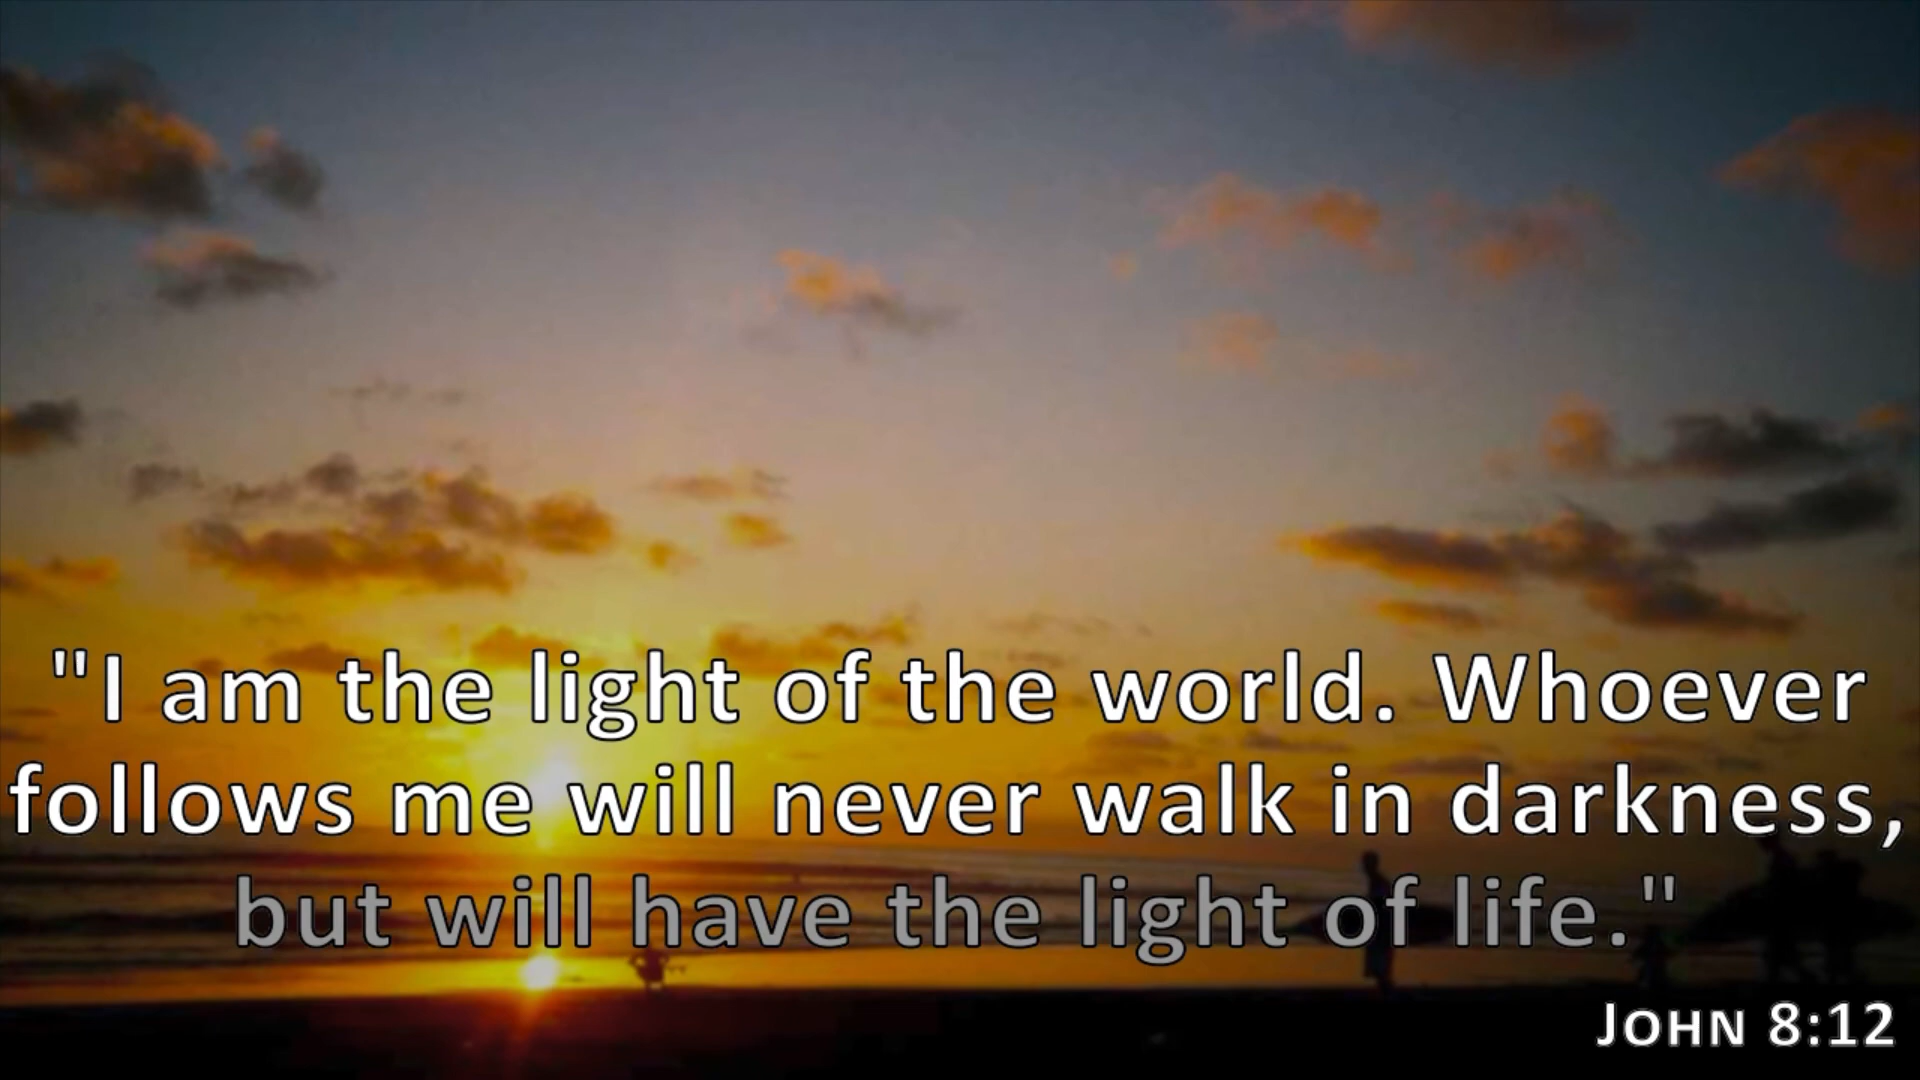 "I am the light of the world. Whoever
follows me will never walk in darkness,
but will have the light of life."
John 8:12